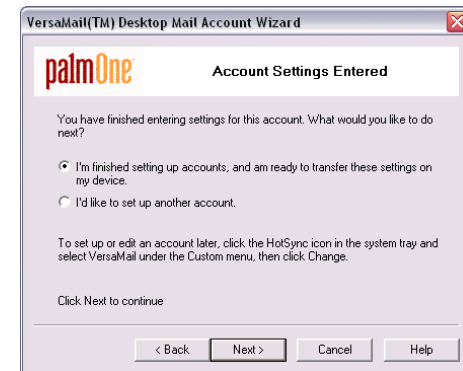 VersaMail(TM) Desktop Mail Account Wizard
palmOne
Account Settings Entered
You have finished entering settings for this account. What would you like to do
next?
I'm finished setting up accounts, and am ready to transfer these settings on
my device.
I'd like to set up another account.
To set up or edit an account later, click the HotSync icon in the system tray and
select VersaMail under the Custom menu, then click Change.
Click Next to continue
< Back Next > Cancel Help